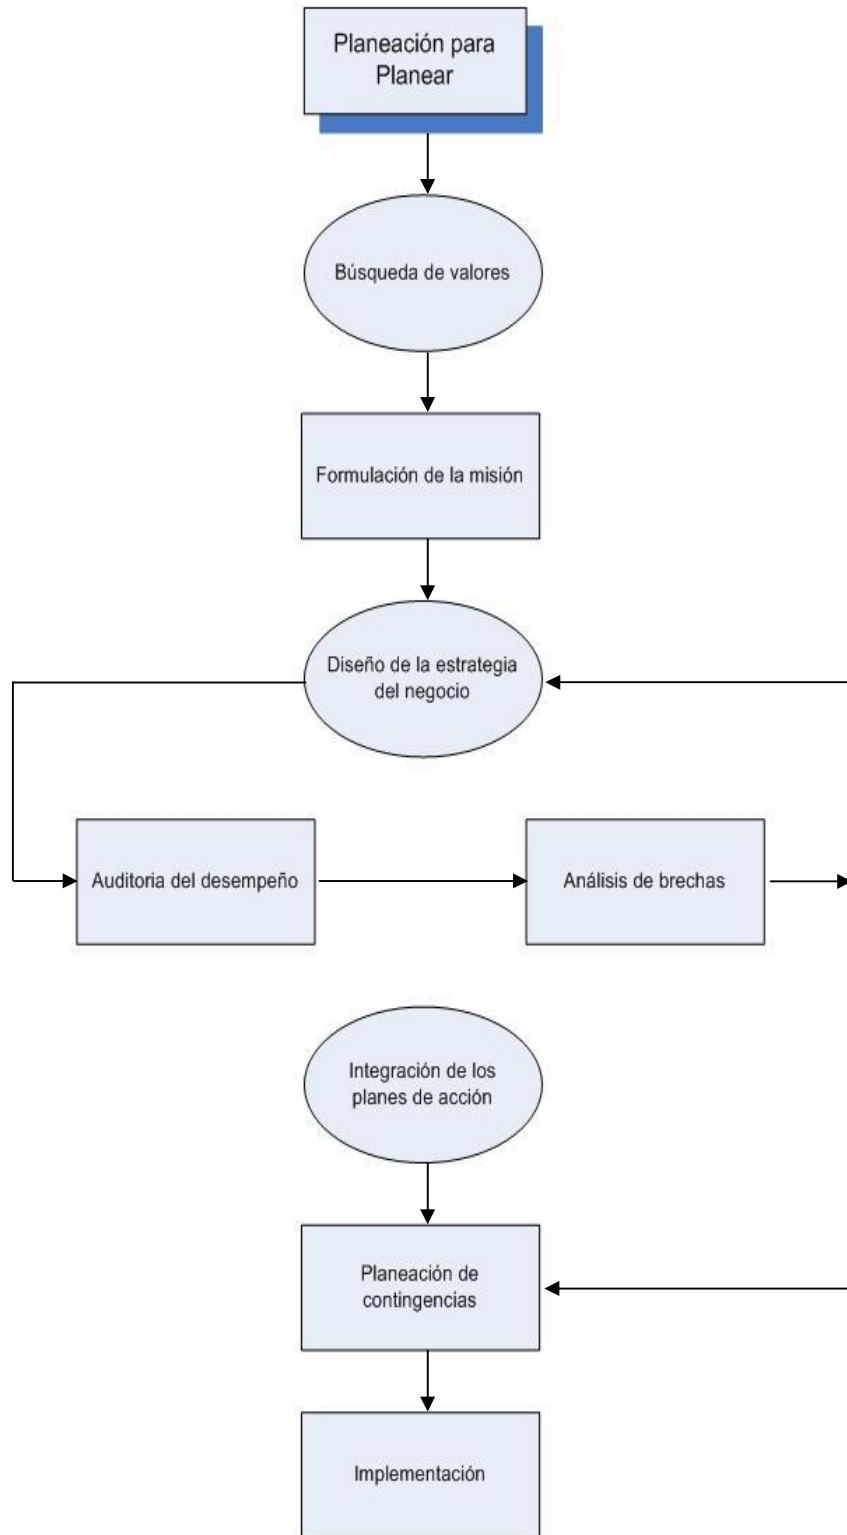 Planeación para
Planear
Búsqueda de valores
Formulación de la misión
Diseño de la estrategia
del negocio
Auditoria del desempeño
Análisis de brechas
Integración de los
planes de acción
Planeación de
contingencias
Implementación